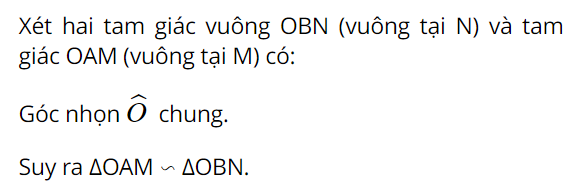 Xét hai tam giác vuông OBN (vuông tại N) và tam
giác OAM (vuông tại M) có:
Góc nhọn $\widehat{O}$ chung.
Suy ra ΔOAM ∽ ΔOBN.